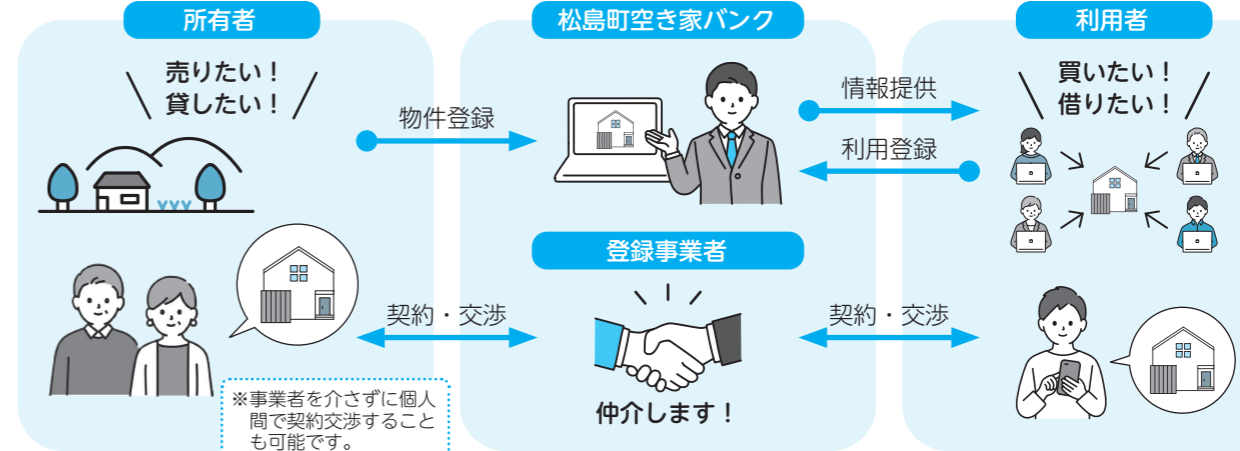 所有者
売りたい！
貸したい！
物件登録
松島町空き家バンク
情報提供
利用登録
利用者
買いたい！
借りたい！
契約・交渉
登録事業者
仲介します！
契約・交渉
※事業者を介さずに個人
間で契約交渉すること
も可能です。